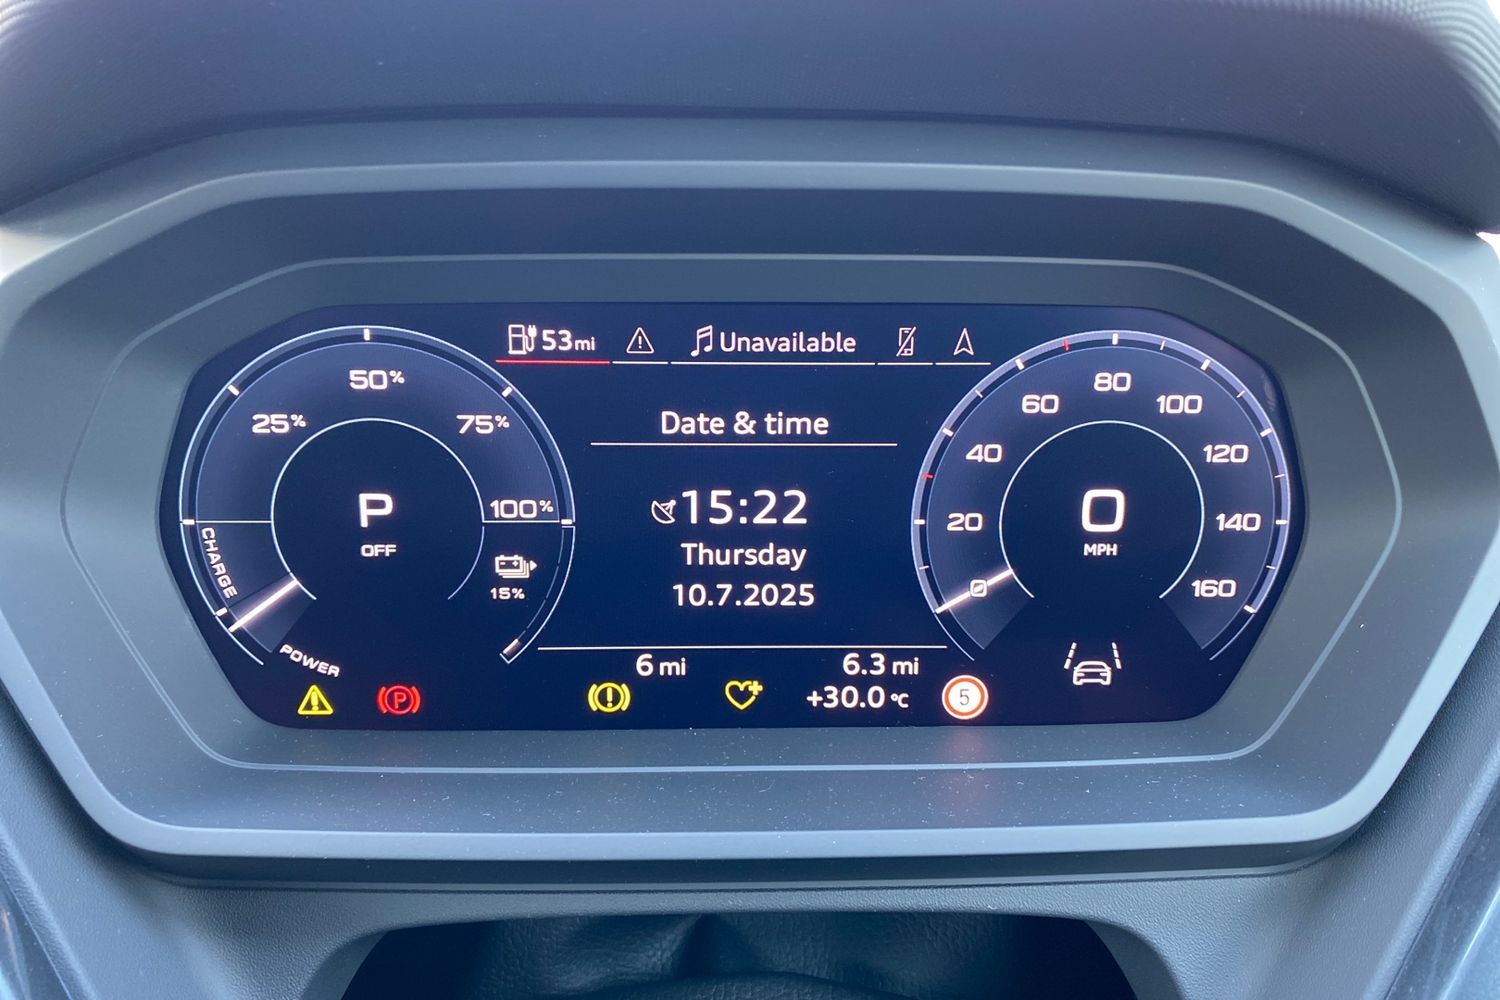 53mi
Unavailable
Date & time
25%
50%
75%
100%
P
OFF
CHARGE
POWER
15%
15:22
Thursday
10.7.2025
0
20
40
60
80
100
120
140
160
0
MPH
6 mi
6.3 mi
P
+30.0 °C
5